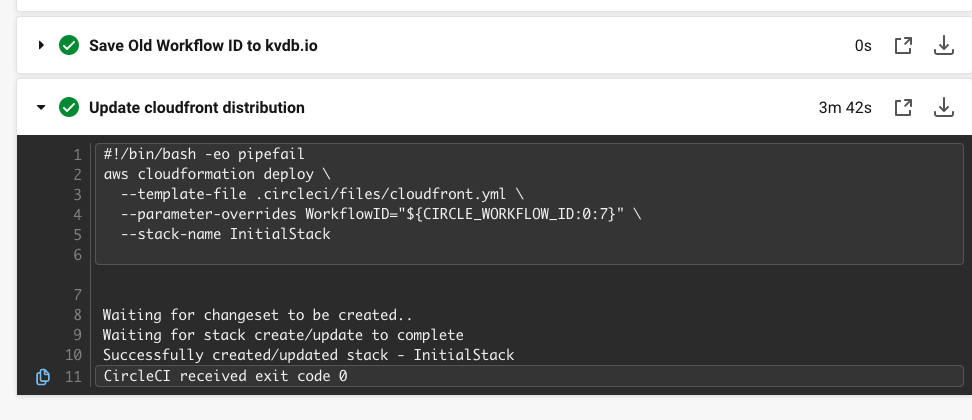 Save Old Workflow ID to kvdb.io 0s
Update cloudfront distribution 3m 42s
1 #!/bin/bash -eo pipefail
2 aws cloudformation deploy \
3 --template-file .circleci/files/cloudfront.yml \
4 --parameter-overrides WorkflowID="${CIRCLE_WORKFLOW_ID:0:7}" \
5 --stack-name InitialStack
6
7
8 Waiting for changeset to be created..
9 Waiting for stack create/update to complete
10 Successfully created/updated stack - InitialStack
11 CircleCI received exit code 0